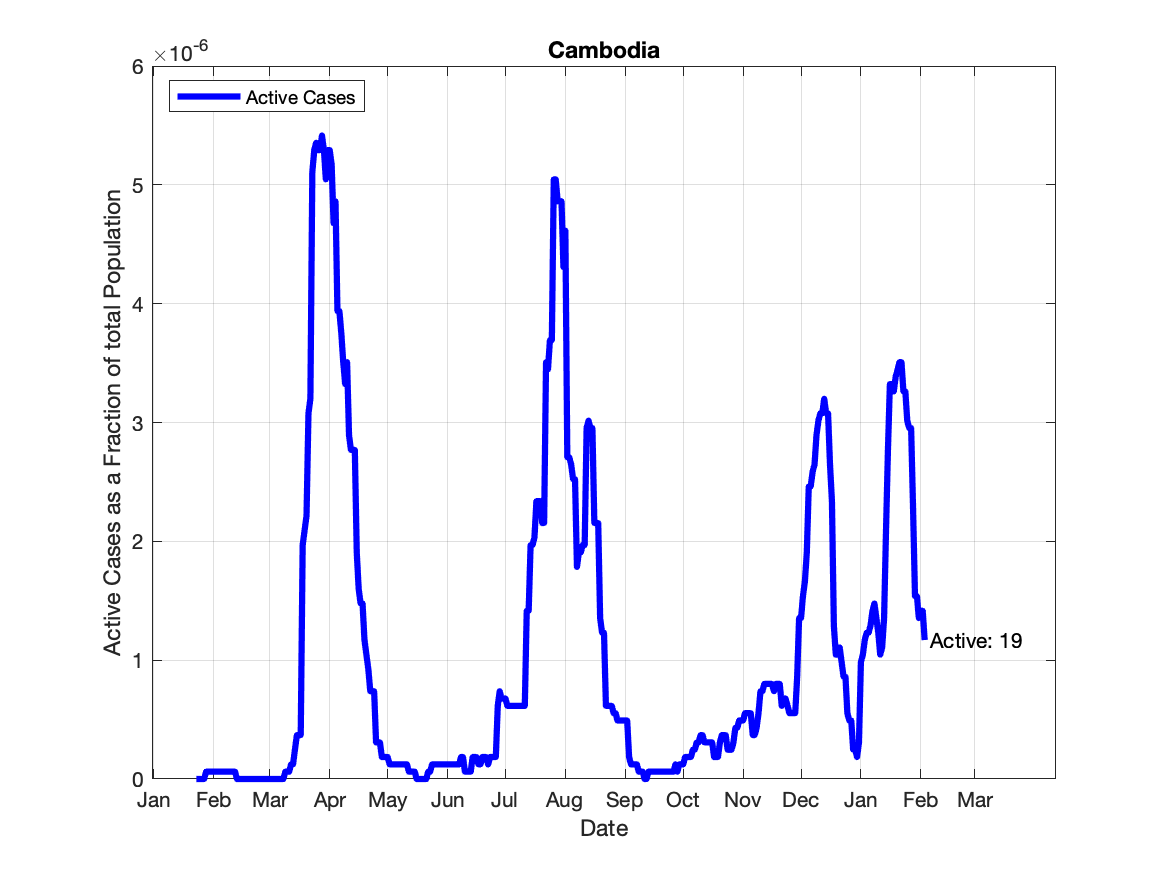 Cambodia
×10^-6
Active Cases
6
5
4
3
2
1
0
Active Cases as a Fraction of total Population
Active: 19
Jan Feb Mar Apr May Jun Jul Aug Sep Oct Nov Dec Jan Feb Mar
Date